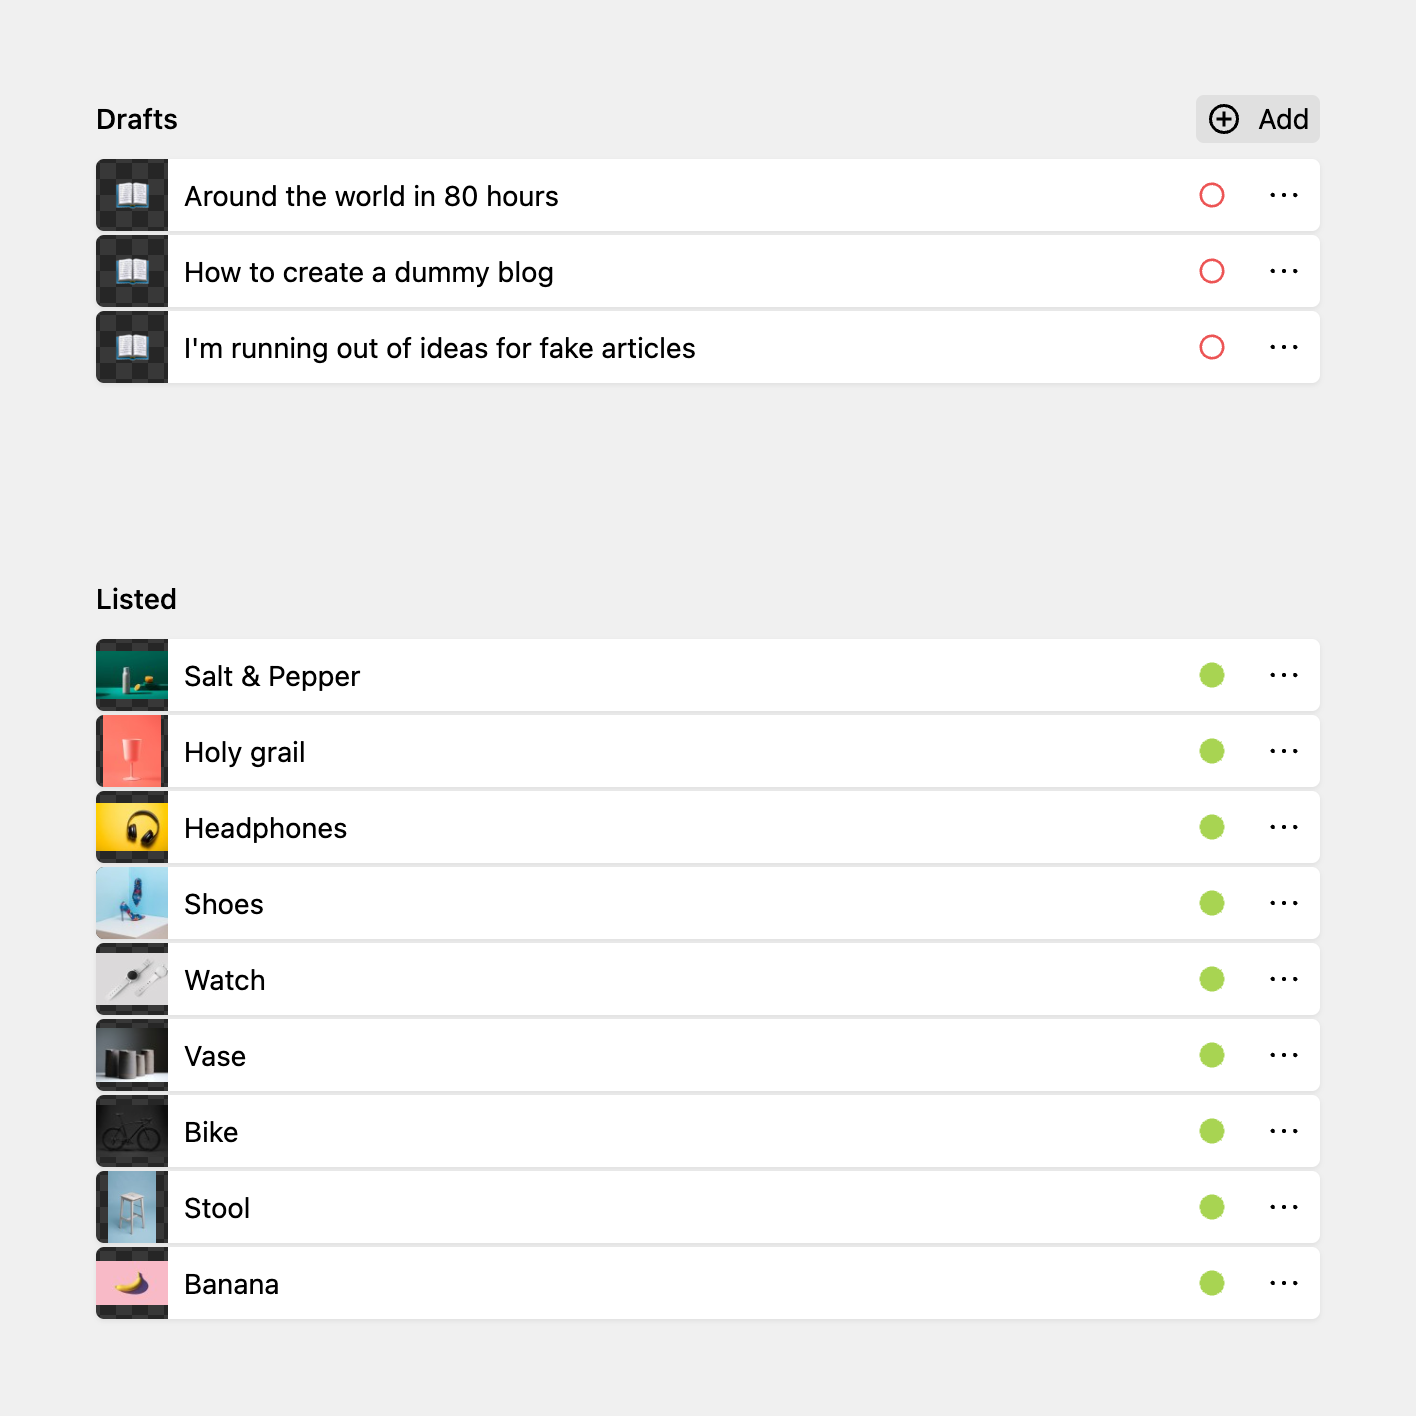 Drafts
Add
Around the world in 80 hours
How to create a dummy blog
I'm running out of ideas for fake articles
Listed
Salt & Pepper
Holy grail
Headphones
Shoes
Watch
Vase
Bike
Stool
Banana